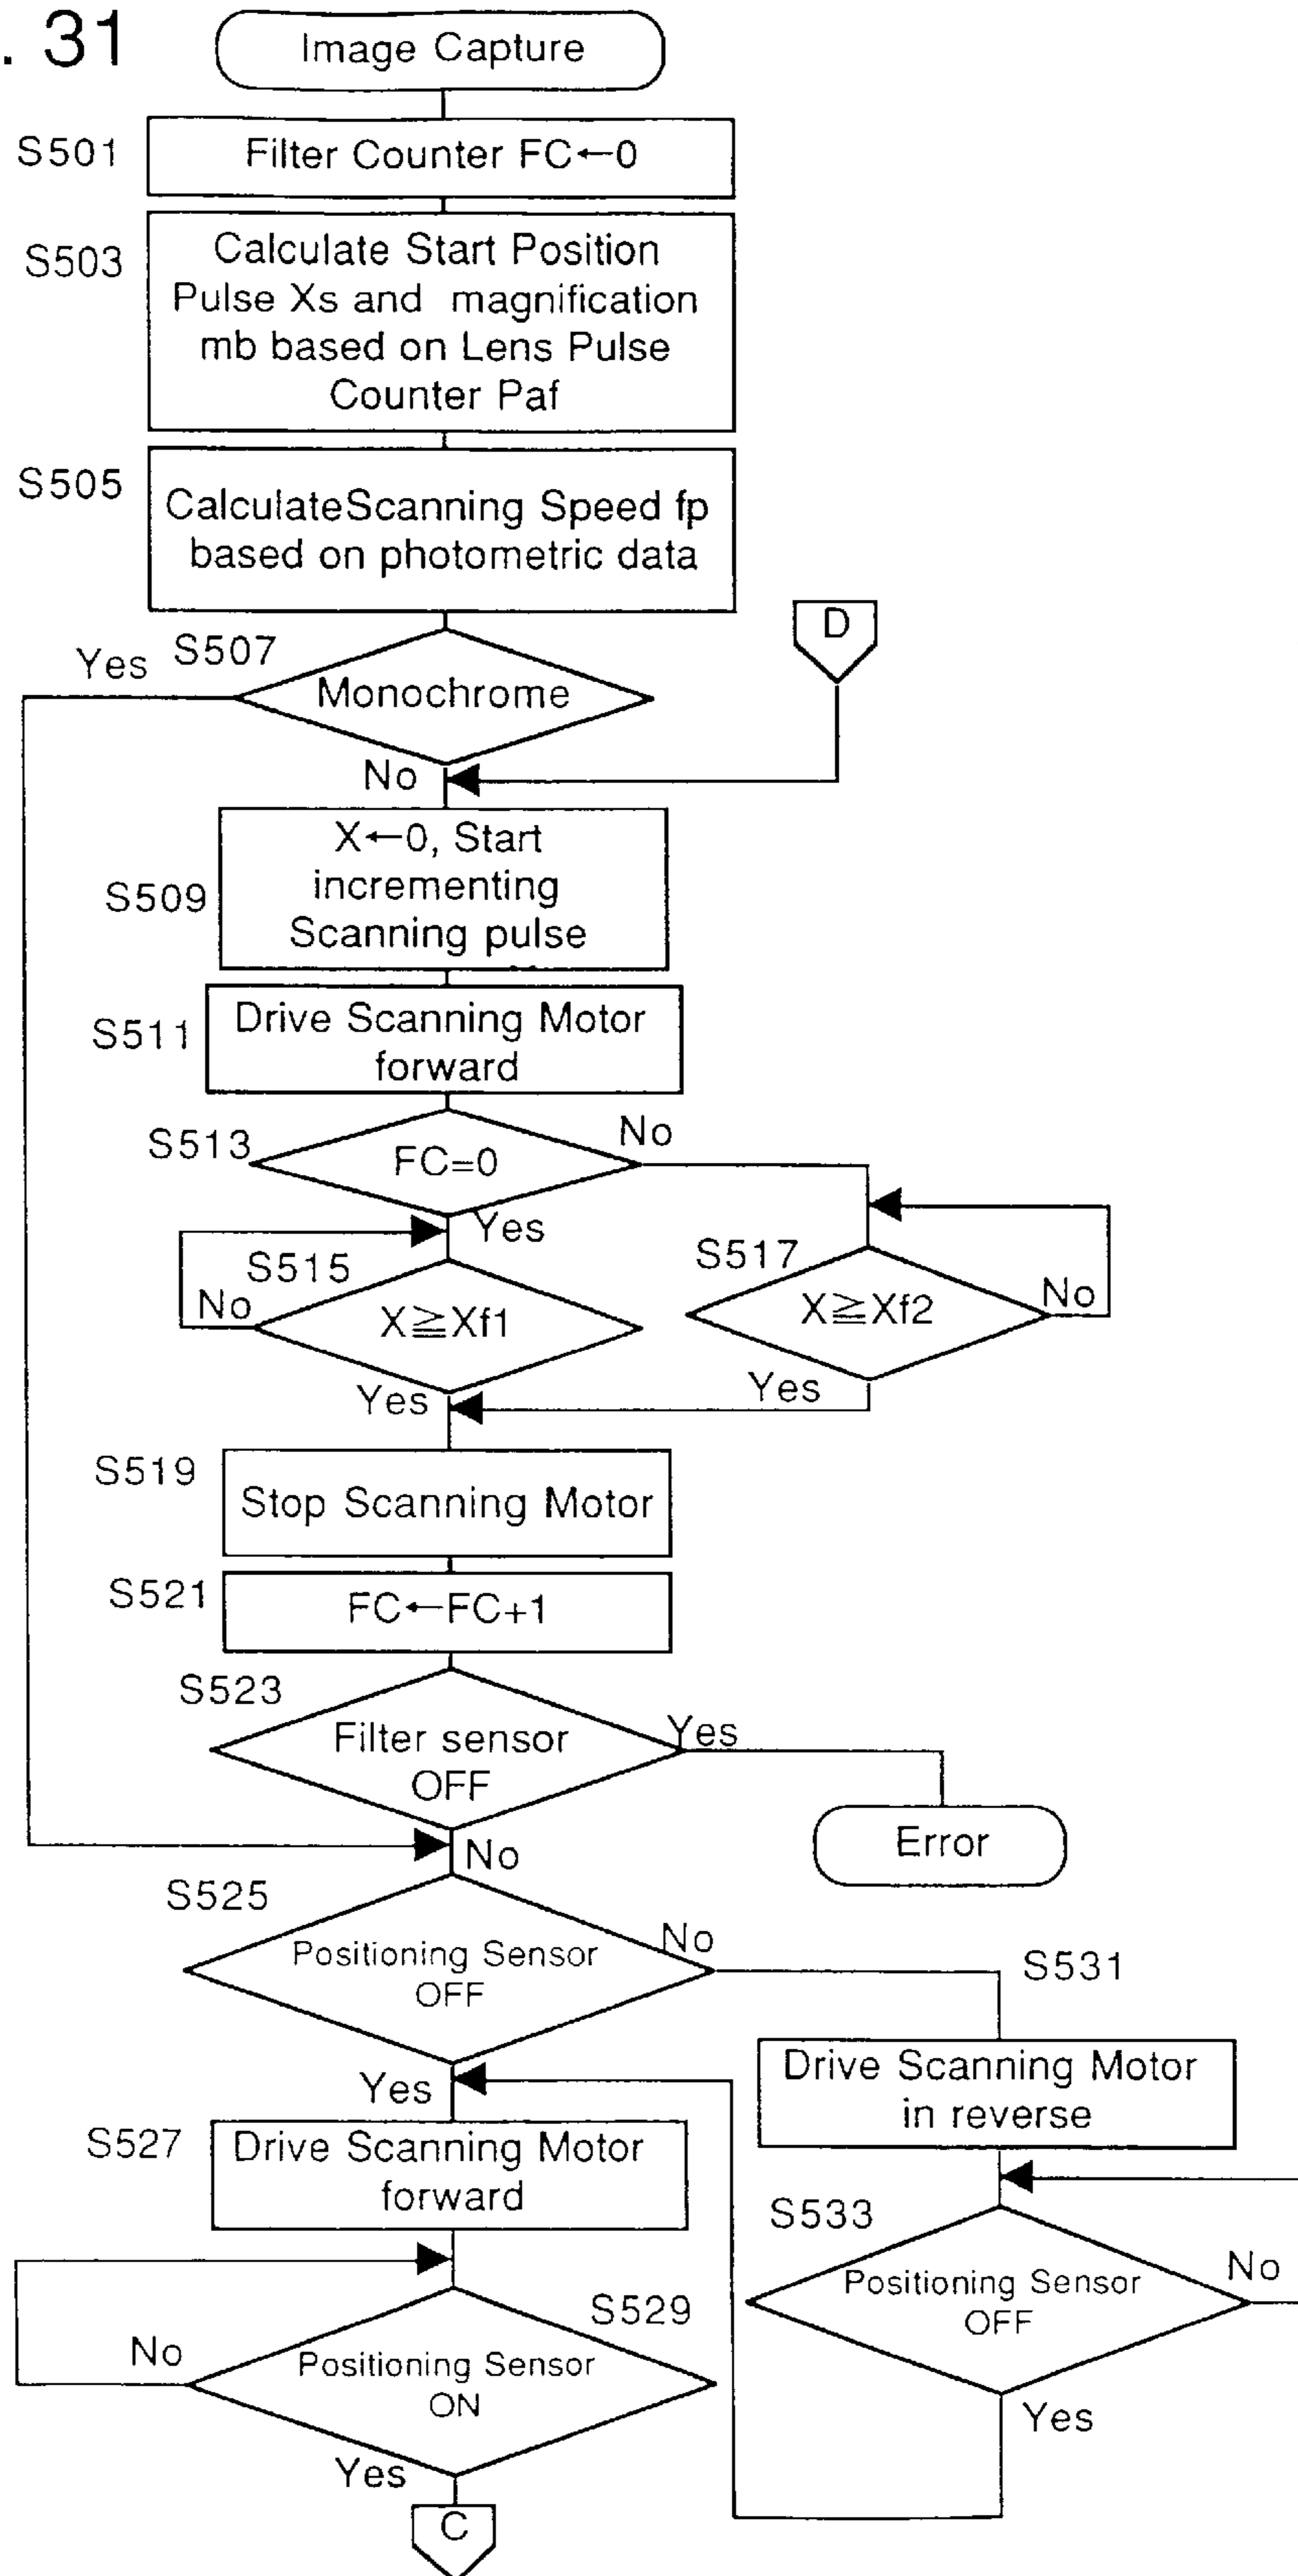 . 31
Image Capture
S501
Filter Counter FC←0
S503
Calculate Start Position
Pulse Xs and magnification
mb based on Lens Pulse
Counter Paf
S505
CalculateScanning Speed fp
based on photometric data
D
S507
Yes
Monochrome
No
S509
X←0, Start
incrementing
Scanning pulse
S511
Drive Scanning Motor
forward
S513
FC=0
No
Yes
S515
No
X≧Xf1
Yes
S517
X≧Xf2
No
Yes
S519
Stop Scanning Motor
S521
FC←FC+1
S523
Filter sensor
OFF
Yes
Error
No
S525
Positioning Sensor
OFF
No
S531
Yes
Drive Scanning Motor
in reverse
S527
Drive Scanning Motor
forward
S533
Positioning Sensor
OFF
No
Yes
S529
No
Positioning Sensor
ON
Yes
C